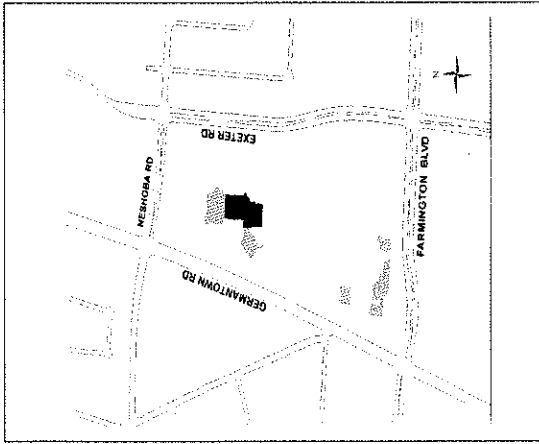 N
EXETER RD
NESHOBA RD
FARMINGTON BLVD
GERMANTOWN RD